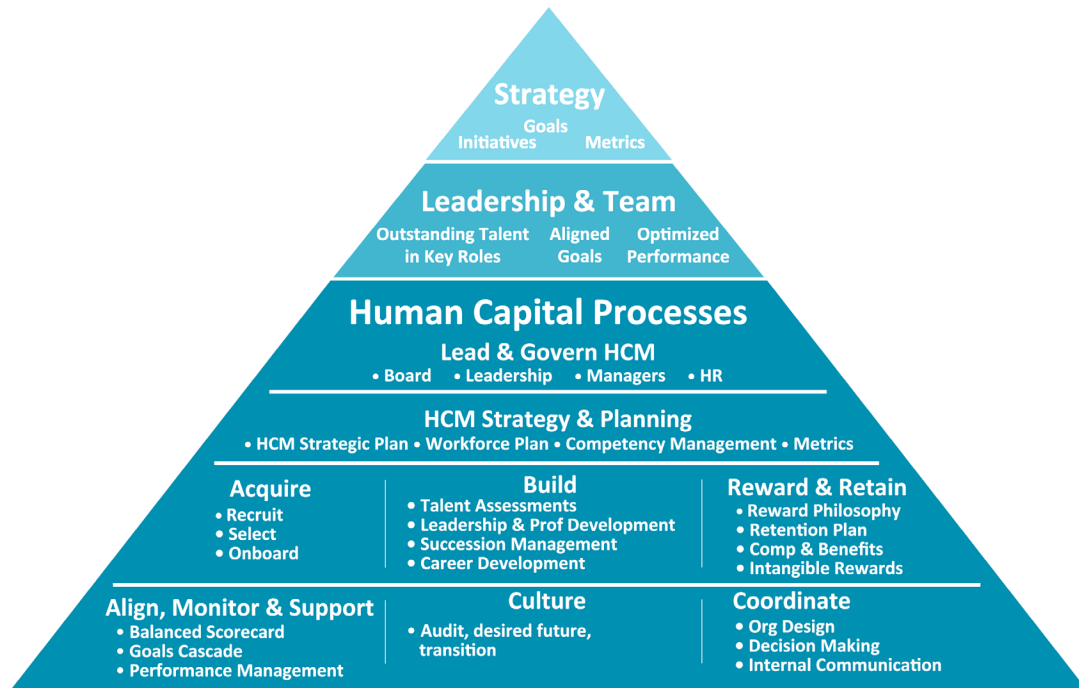 Strategy
Goals
Initiatives Metrics
Leadership & Team
Outstanding Talent
in Key Roles
Aligned
Goals
Optimized
Performance
Human Capital Processes
Lead & Govern HCM
• Board • Leadership • Managers • HR
HCM Strategy & Planning
• HCM Strategic Plan • Workforce Plan • Competency Management • Metrics
Acquire
• Recruit
• Select
• Onboard
Build
• Talent Assessments
• Leadership & Prof Development
• Succession Management
• Career Development
Reward & Retain
• Reward Philosophy
• Retention Plan
• Comp & Benefits
• Intangible Rewards
Align, Monitor & Support
• Balanced Scorecard
• Goals Cascade
• Performance Management
Culture
• Audit, desired future,
transition
Coordinate
• Org Design
• Decision Making
• Internal Communication